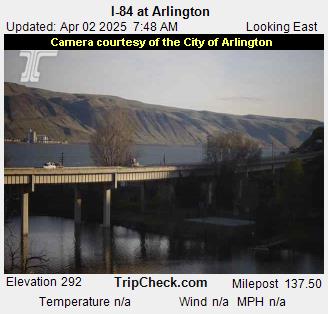 I-84 at Arlington
Updated: Apr 02 2025 7:48 AM Looking East
Camera courtesy of the City of Arlington
Elevation 292 TripCheck.com Milepost 137.50
Temperature n/a Wind n/a MPH n/a